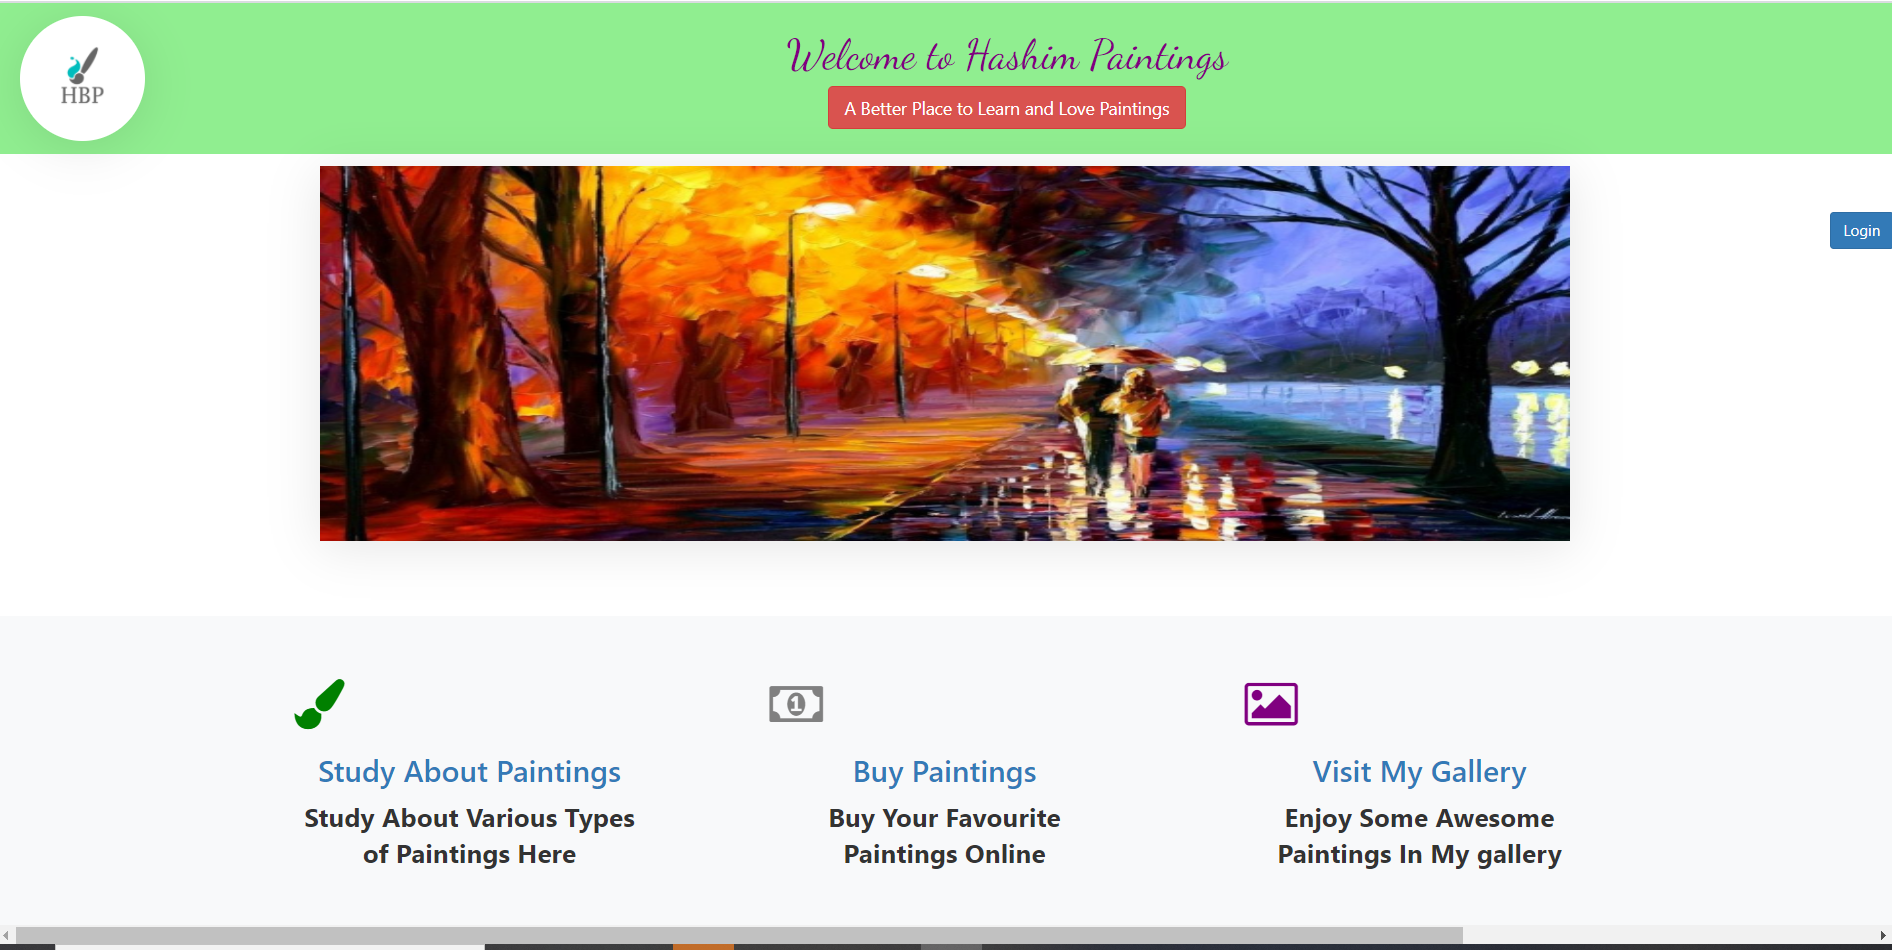 HBP
Welcome to Hashim Paintings
A Better Place to Learn and Love Paintings
Login
1
Study About Paintings
Study About Various Types
of Paintings Here
Buy Paintings
Buy Your Favourite
Paintings Online
Visit My Gallery
Enjoy Some Awesome
Paintings In My gallery